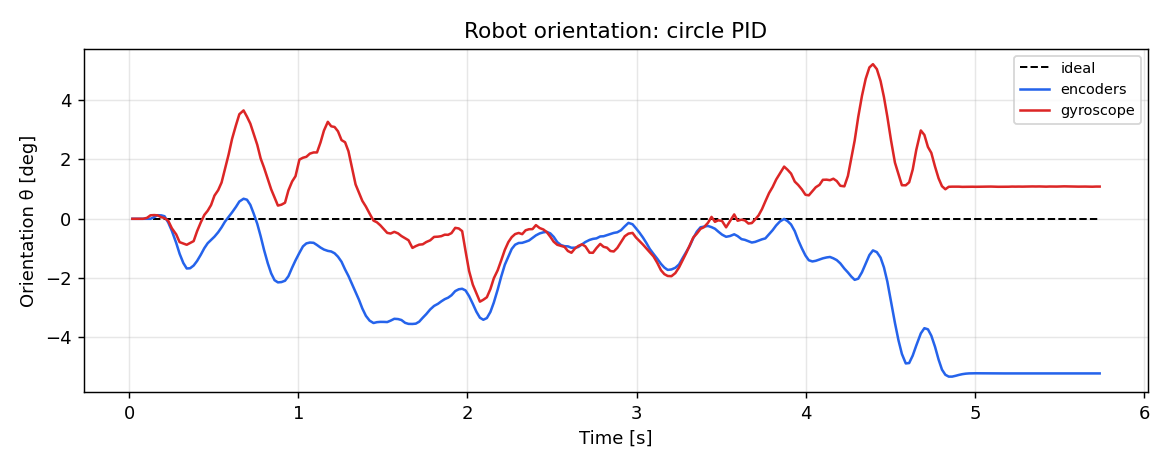 Robot orientation: circle PID
Orientation θ [deg]
4
2
0
−2
−4
ideal
encoders
gyroscope
0 1 2 3 4 5 6
Time [s]